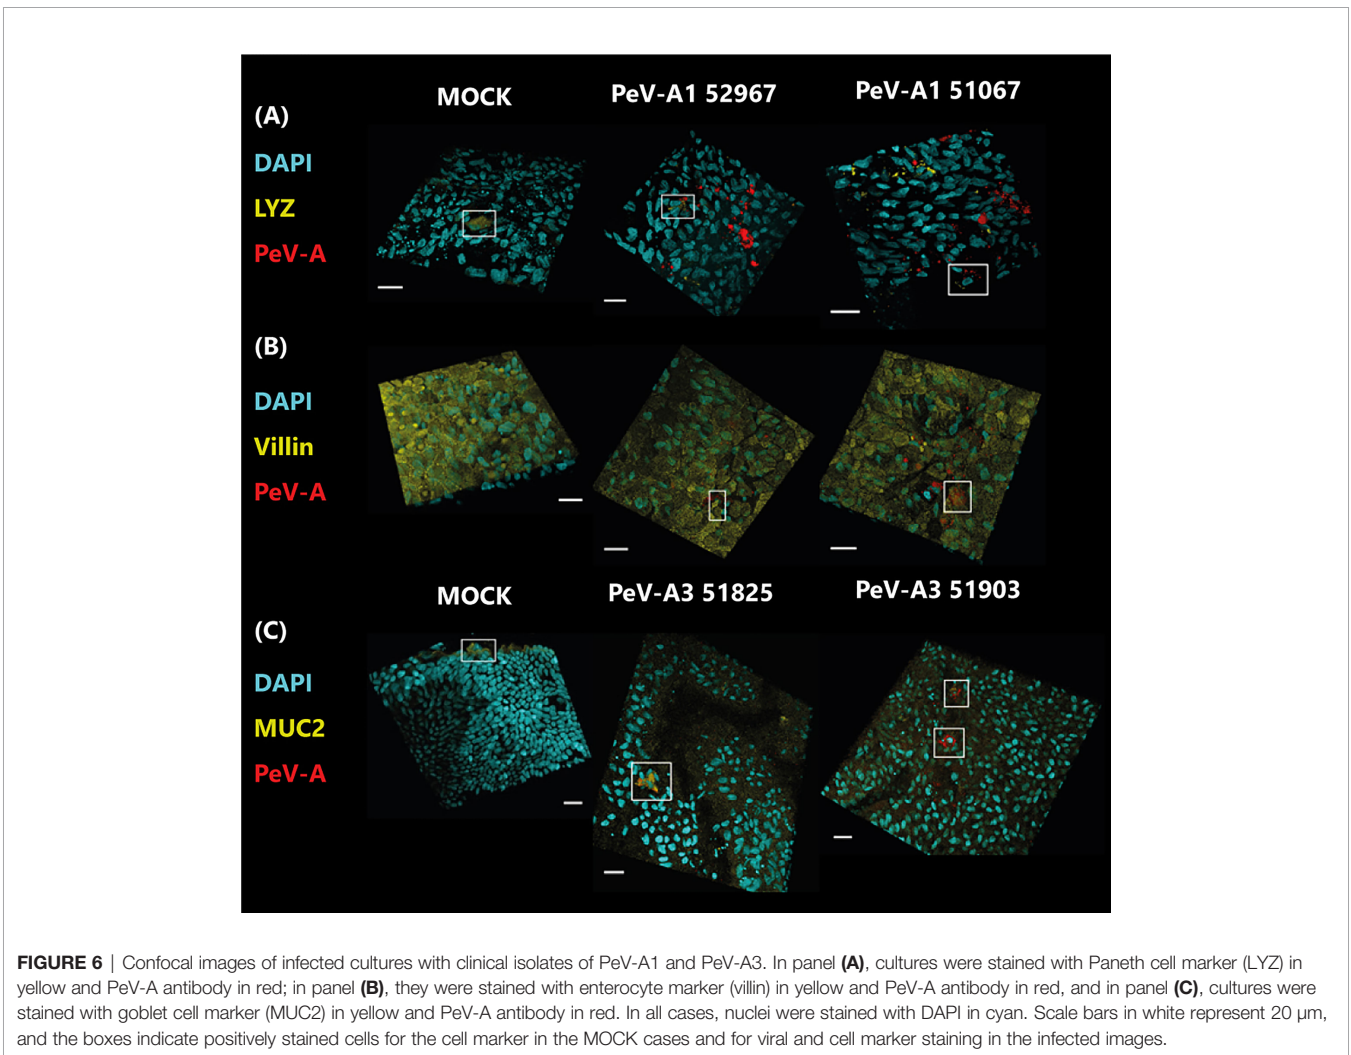 MOCK PeV-A1 52967 PeV-A1 51067
(A)
DAPI
LYZ
PeV-A
(B)
DAPI
Villin
PeV-A
MOCK PeV-A3 51825 PeV-A3 51903
(C)
DAPI
MUC2
PeV-A
FIGURE 6 | Confocal images of infected cultures with clinical isolates of PeV-A1 and PeV-A3. In panel (A), cultures were stained with Paneth cell marker (LYZ) in
yellow and PeV-A antibody in red; in panel (B), they were stained with enterocyte marker (villin) in yellow and PeV-A antibody in red, and in panel (C), cultures were
stained with goblet cell marker (MUC2) in yellow and PeV-A antibody in red. In all cases, nuclei were stained with DAPI in cyan. Scale bars in white represent 20 µm,
and the boxes indicate positively stained cells for the cell marker in the MOCK cases and for viral and cell marker staining in the infected images.